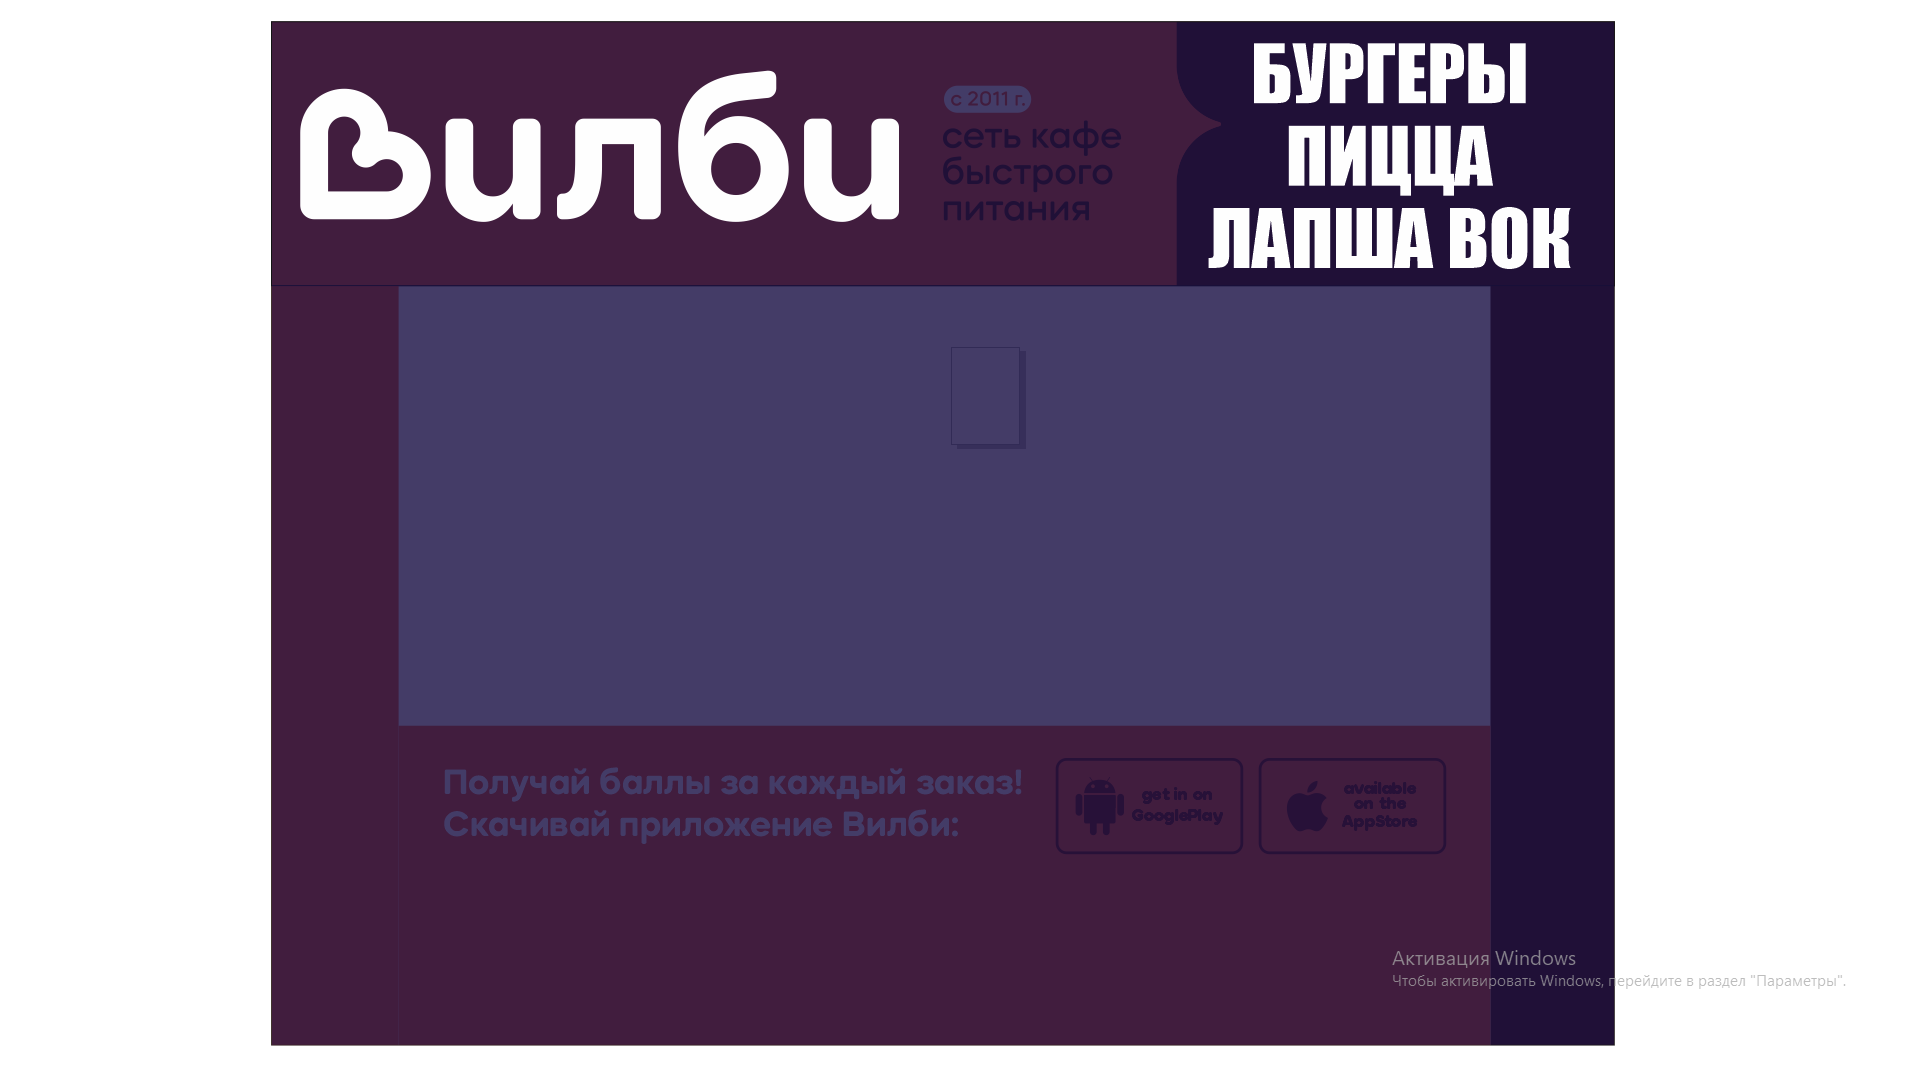 Вилби
с 2011 г.
сеть кафе
быстрого
питания
БУРГЕРЫ
ПИЦЦА
ЛАПША ВОК
Получай баллы за каждый заказ!
Скачивай приложение Вилби:
get in on
GooglePlay
available
on the
AppStore
Активация Windows
Чтобы активировать Windows, перейдите в раздел "Параметры".